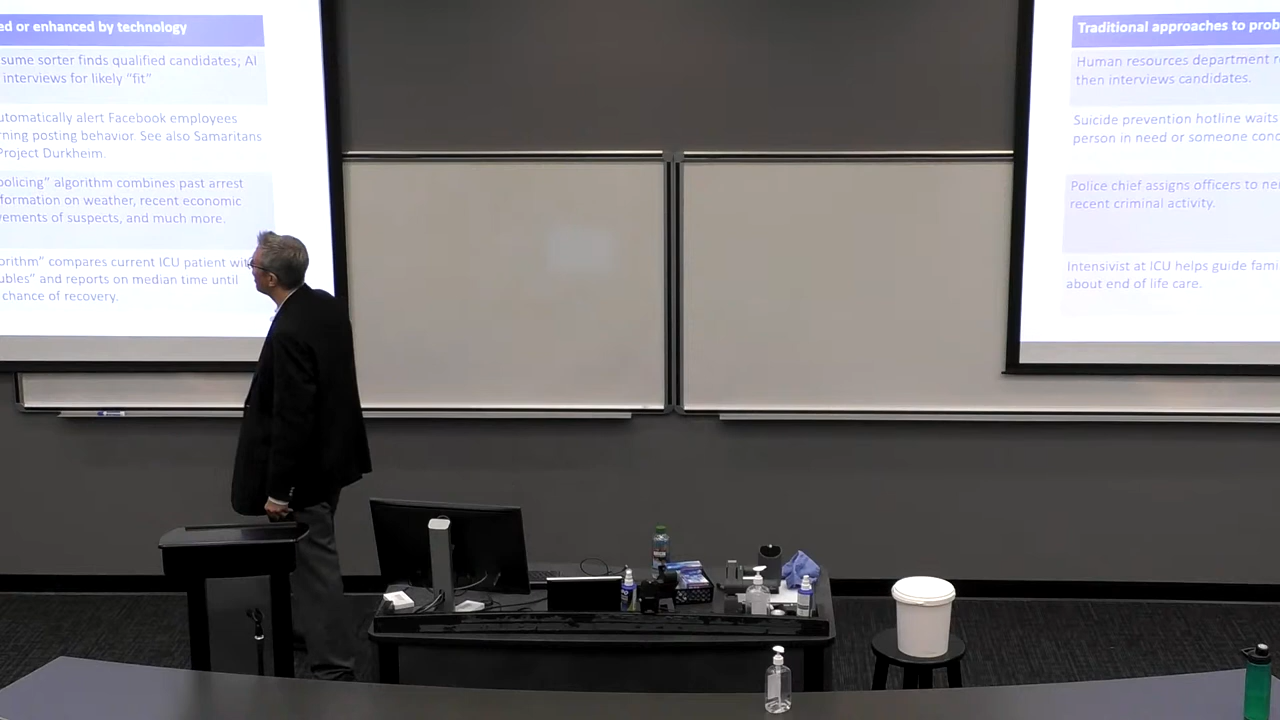 ed or enhanced by technology
sume sorter finds qualified candidates; AI
interviews for likely "fit"
utomatically alert Facebook employees
rning posting behavior. See also Samaritans
Project Durkheim.
policing" algorithm combines past arrest
formation on weather, recent economic
vements of suspects, and much more.
orithm" compares current ICU patient with
ubles" and reports on median time until
chance of recovery.
Traditional approaches to prob
Human resources department re
then interviews candidates.
Suicide prevention hotline waits
person in need or someone conc
Police chief assigns officers to nei
recent criminal activity.
Intensivist at ICU helps guide fami
about end of life care.